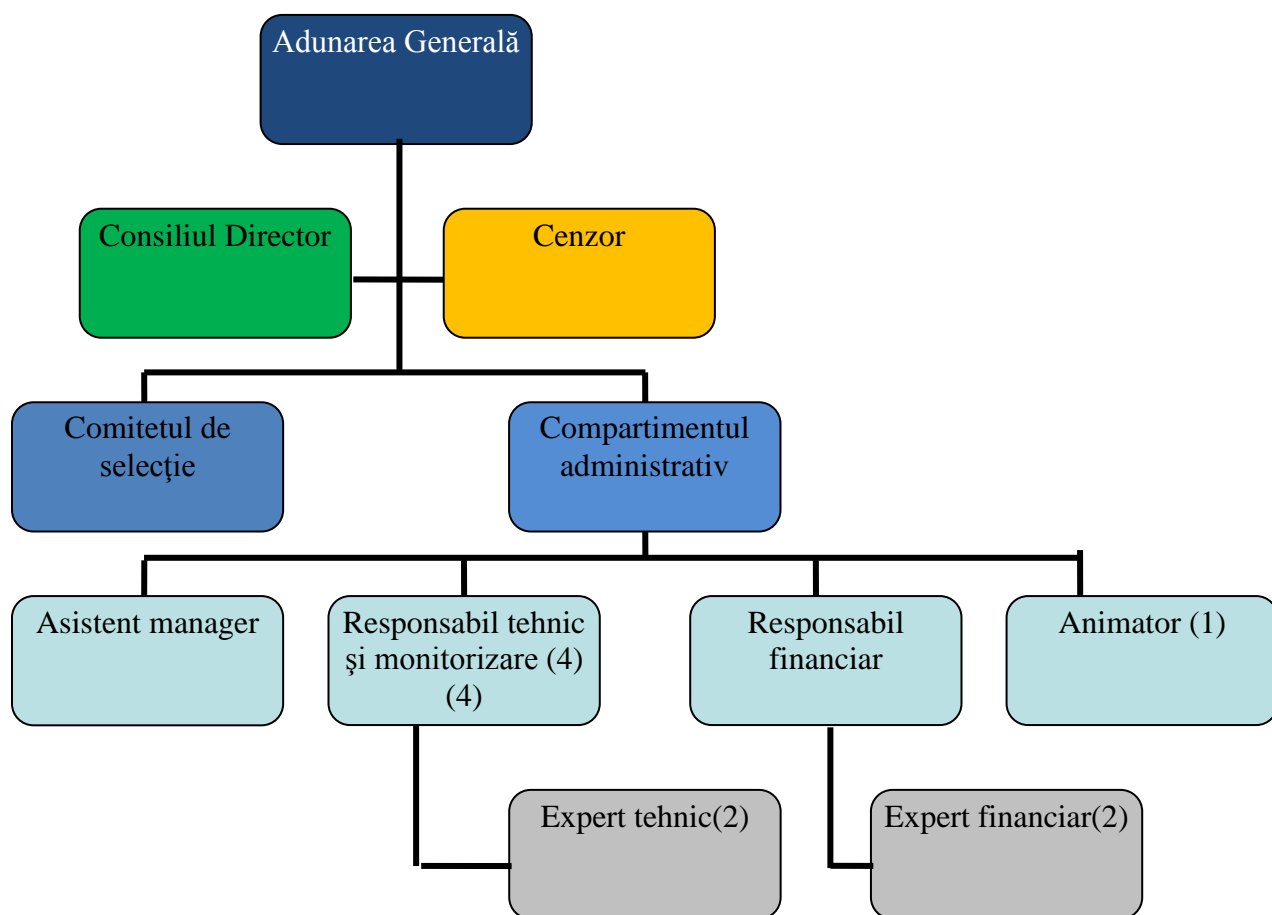 Adunarea Generală
Consiliul Director
Cenzor
Comitetul de
selecţie
Compartimentul
administrativ
Asistent manager
Responsabil tehnic
şi monitorizare (4)
(4)
Responsabil
financiar
Animator (1)
Expert tehnic(2)
Expert financiar(2)